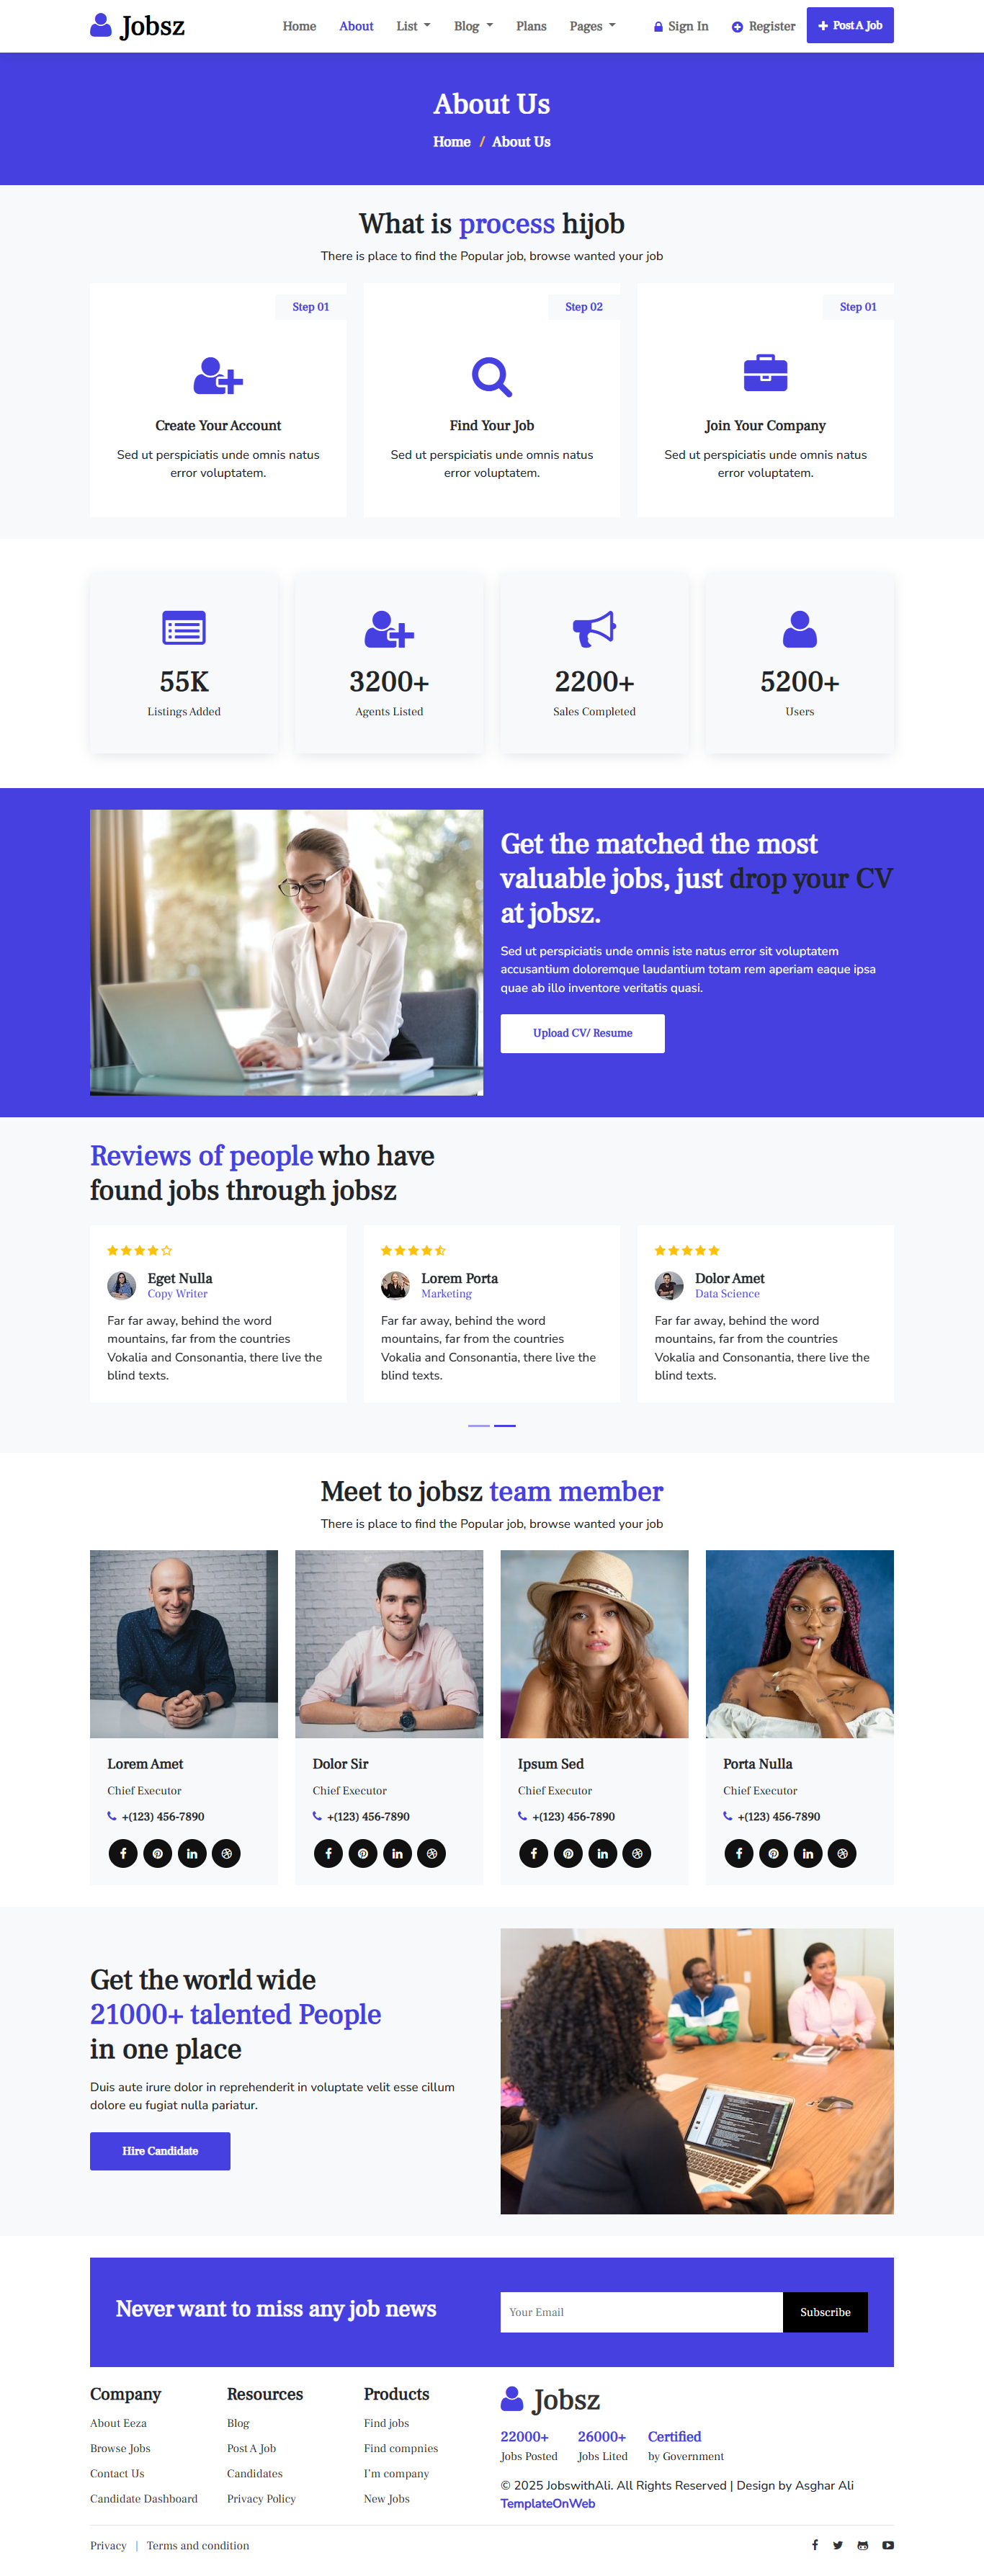 Jobsz
Home About List Blog Plans Pages Sign In Register Post A Job
About Us
Home / About Us
What is process hijob
There is place to find the Popular job, browse wanted your job
Step 01
Create Your Account
Sed ut perspiciatis unde omnis natus
error voluptatem.
Step 02
Find Your Job
Sed ut perspiciatis unde omnis natus
error voluptatem.
Step 01
Join Your Company
Sed ut perspiciatis unde omnis natus
error voluptatem.
55K
Listings Added
3200+
Agents Listed
2200+
Sales Completed
5200+
Users
Get the matched the most
valuable jobs, just drop your CV
at jobsz.
Sed ut perspiciatis unde omnis iste natus error sit voluptatem
accusantium doloremque laudantium totam rem aperiam eaque ipsa
quae ab illo inventore veritatis quasi.
Upload CV/ Resume
Reviews of people who have
found jobs through jobsz
Eget Nulla
Copy Writer
Far far away, behind the word
mountains, far from the countries
Vokalia and Consonantia, there live the
blind texts.
Lorem Porta
Marketing
Far far away, behind the word
mountains, far from the countries
Vokalia and Consonantia, there live the
blind texts.
Dolor Amet
Data Science
Far far away, behind the word
mountains, far from the countries
Vokalia and Consonantia, there live the
blind texts.
Meet to jobsz team member
There is place to find the Popular job, browse wanted your job
Lorem Amet
Chief Executor
+(123) 456-7890
Dolor Sir
Chief Executor
+(123) 456-7890
Ipsum Sed
Chief Executor
+(123) 456-7890
Porta Nulla
Chief Executor
+(123) 456-7890
Get the world wide
21000+ talented People
in one place
Duis aute irure dolor in reprehenderit in voluptate velit esse cillum
dolore eu fugiat nulla pariatur.
Hire Candidate
Never want to miss any job news
Your Email
Subscribe
Company
About Eeza
Browse Jobs
Contact Us
Candidate Dashboard
Resources
Blog
Post A Job
Candidates
Privacy Policy
Products
Find jobs
Find compnies
I'm company
New Jobs
Jobsz
22000+
Jobs Posted
26000+
Jobs Lited
Certified
by Government
© 2025 JobswithAli. All Rights Reserved | Design by Asghar Ali
TemplateOnWeb
Privacy | Terms and condition